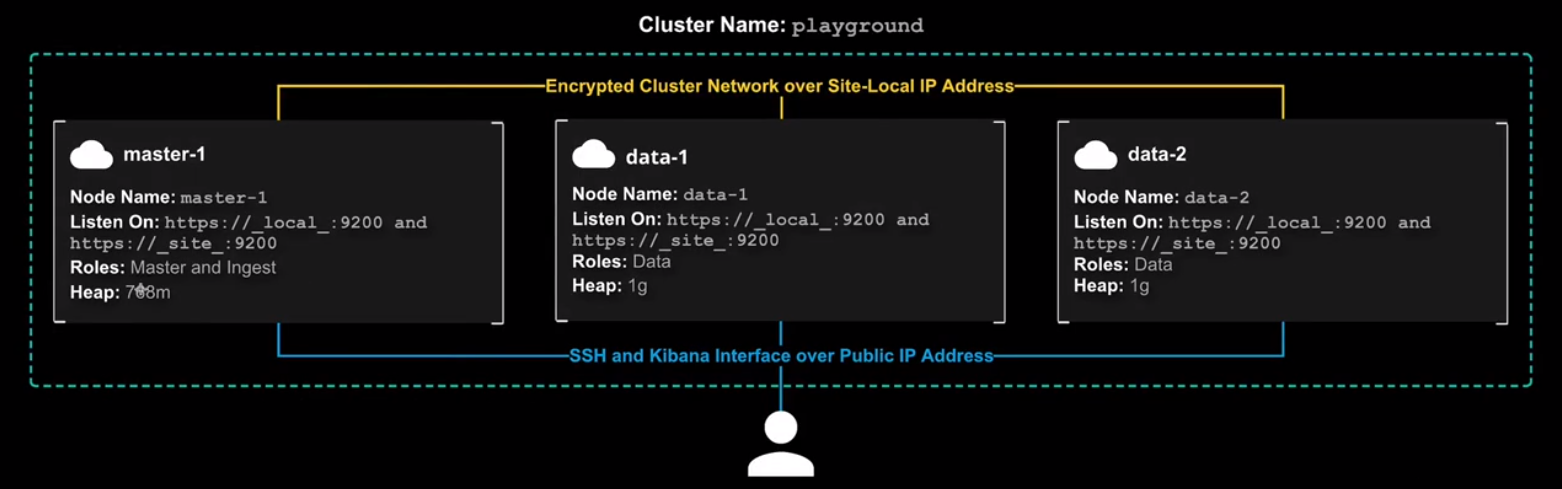 Cluster Name: playground
Encrypted Cluster Network over Site-Local IP Address
master-1
Node Name: master-1
Listen On: https://_local_:9200 and
https://_site_:9200
Roles: Master and Ingest
Heap: 768m
data-1
Node Name: data-1
Listen On: https://_local_:9200 and
https://_site_:9200
Roles: Data
Heap: 1g
data-2
Node Name: data-2
Listen On: https://_local_:9200 and
https://_site_:9200
Roles: Data
Heap: 1g
SSH and Kibana Interface over Public IP Address